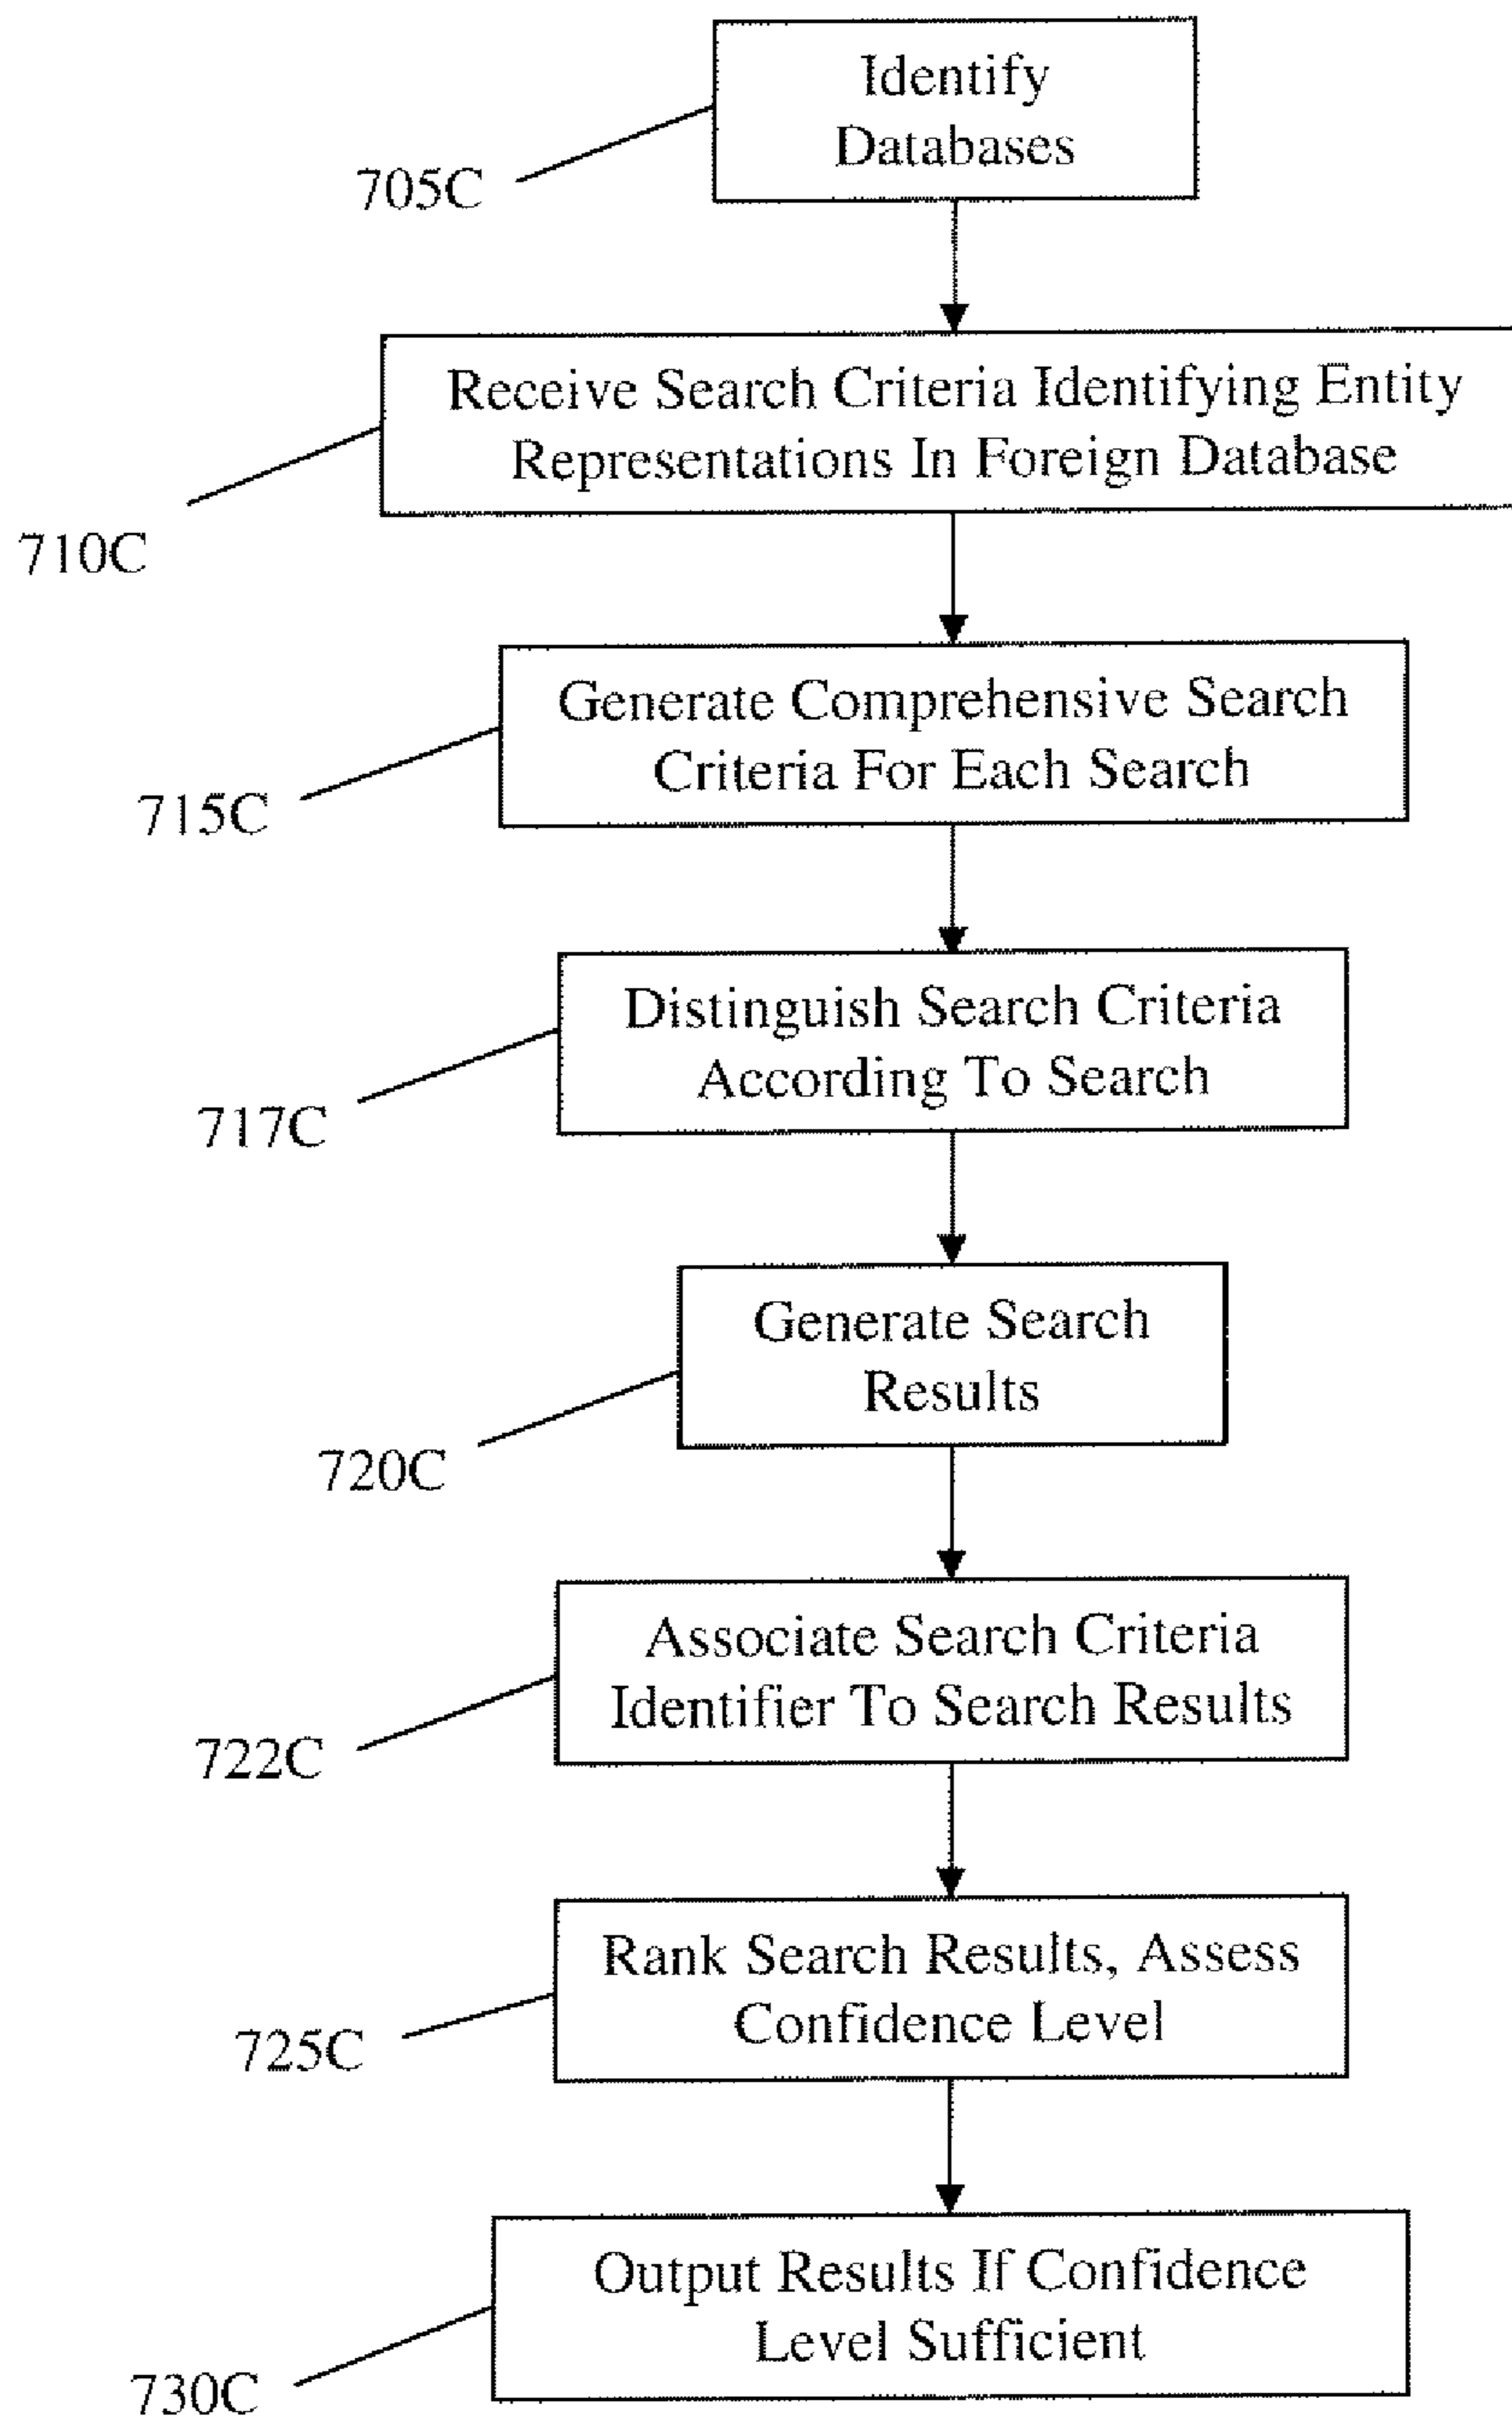 Identify
Databases
705C
Receive Search Criteria Identifying Entity
Representations In Foreign Database
710C
Generate Comprehensive Search
Criteria For Each Search
715C
Distinguish Search Criteria
According To Search
717C
Generate Search
Results
720C
Associate Search Criteria
Identifier To Search Results
722C
Rank Search Results, Assess
Confidence Level
725C
Output Results If Confidence
Level Sufficient
730C